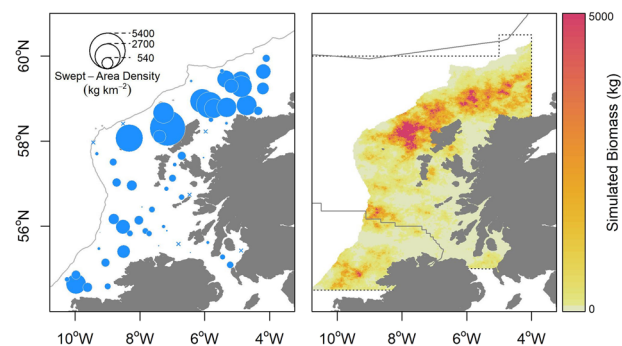 5400
2700
540
Swept – Area Density
(kg km⁻²)
60°N
58°N
56°N
10°W
8°W
6°W
4°W
10°W
8°W
6°W
4°W
5000
0
Simulated Biomass (kg)